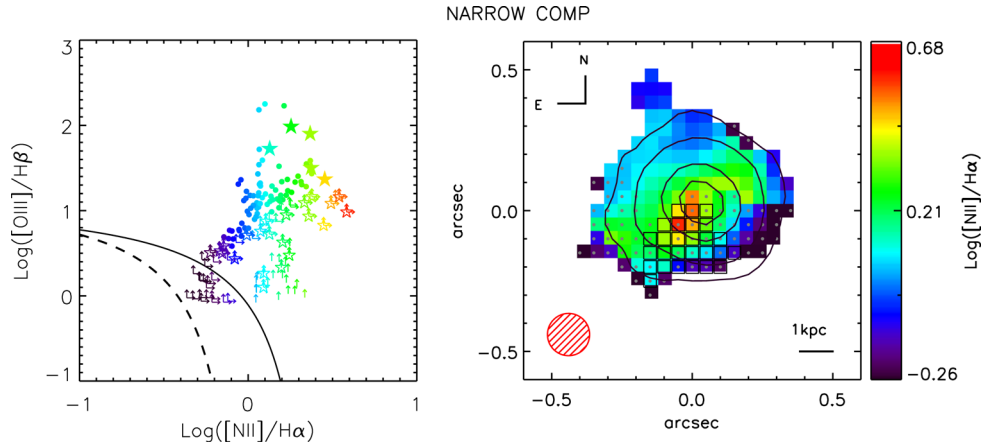 NARROW COMP
3
2
1
0
−1
−1
0
1
Log([OIII]/Hβ)
Log([NII]/Hα)
N
E
1kpc
0.5
0.0
−0.5
−0.5
0.0
0.5
arcsec
arcsec
0.68
0.21
−0.26
Log([NII]/Hα)